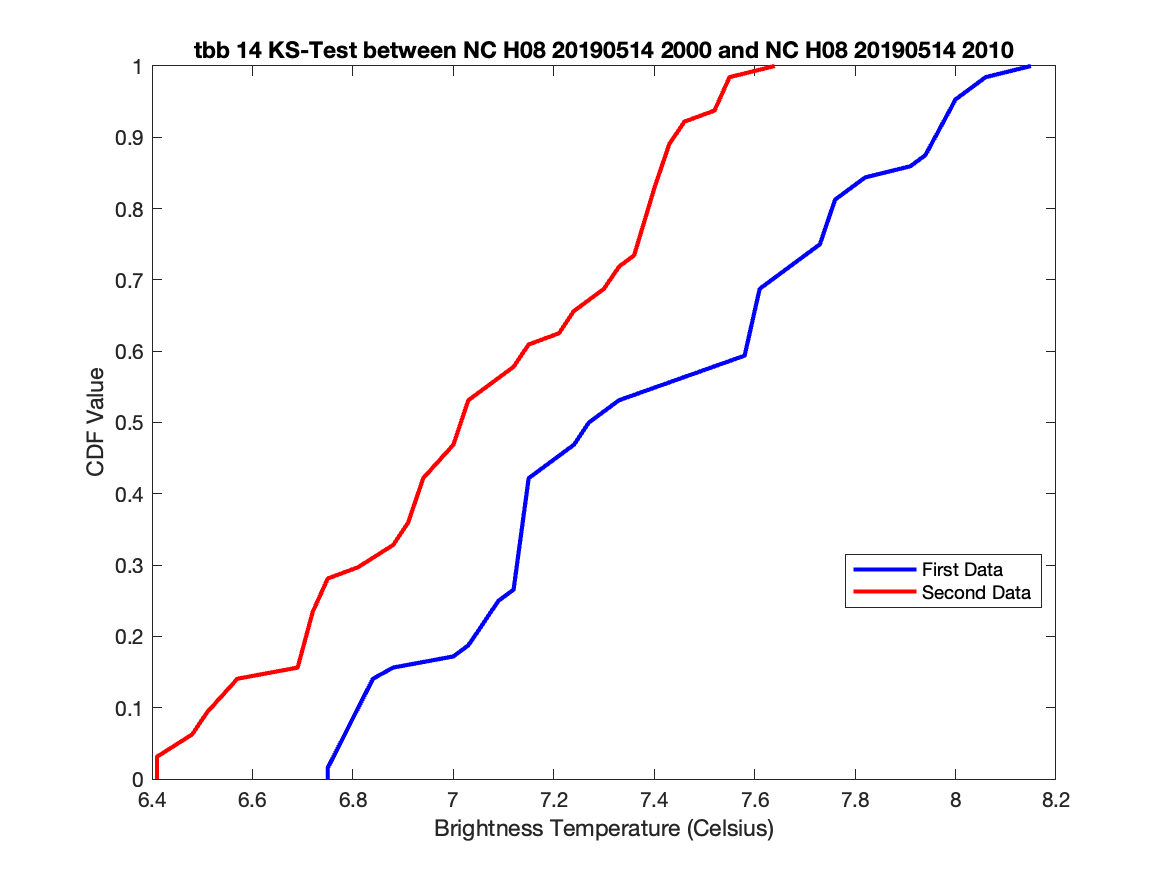 tbb 14 KS-Test between NC H08 20190514 2000 and NC H08 20190514 2010
1
0.9
0.8
0.7
0.6
0.5
0.4
0.3
0.2
0.1
0
CDF Value
First Data
Second Data
6.4 6.6 6.8 7 7.2 7.4 7.6 7.8 8 8.2
Brightness Temperature (Celsius)